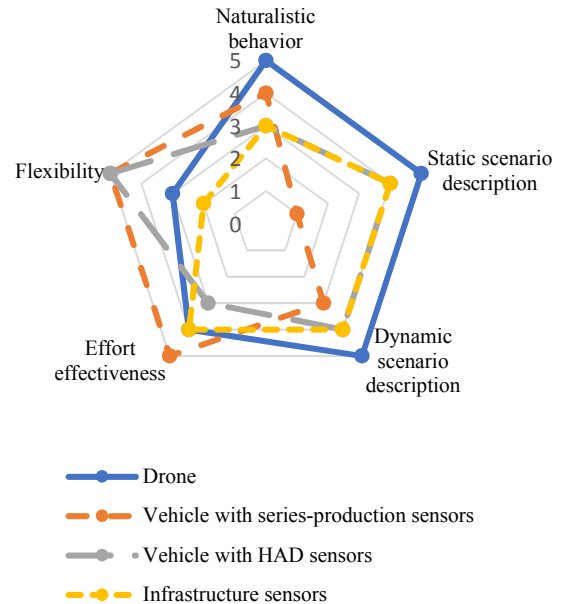 Naturalistic
behavior
5
4
3
2
1
0
Flexibility
Static scenario
description
Effort
effectiveness
Dynamic
scenario
description
Drone
Vehicle with series-production sensors
Vehicle with HAD sensors
Infrastructure sensors